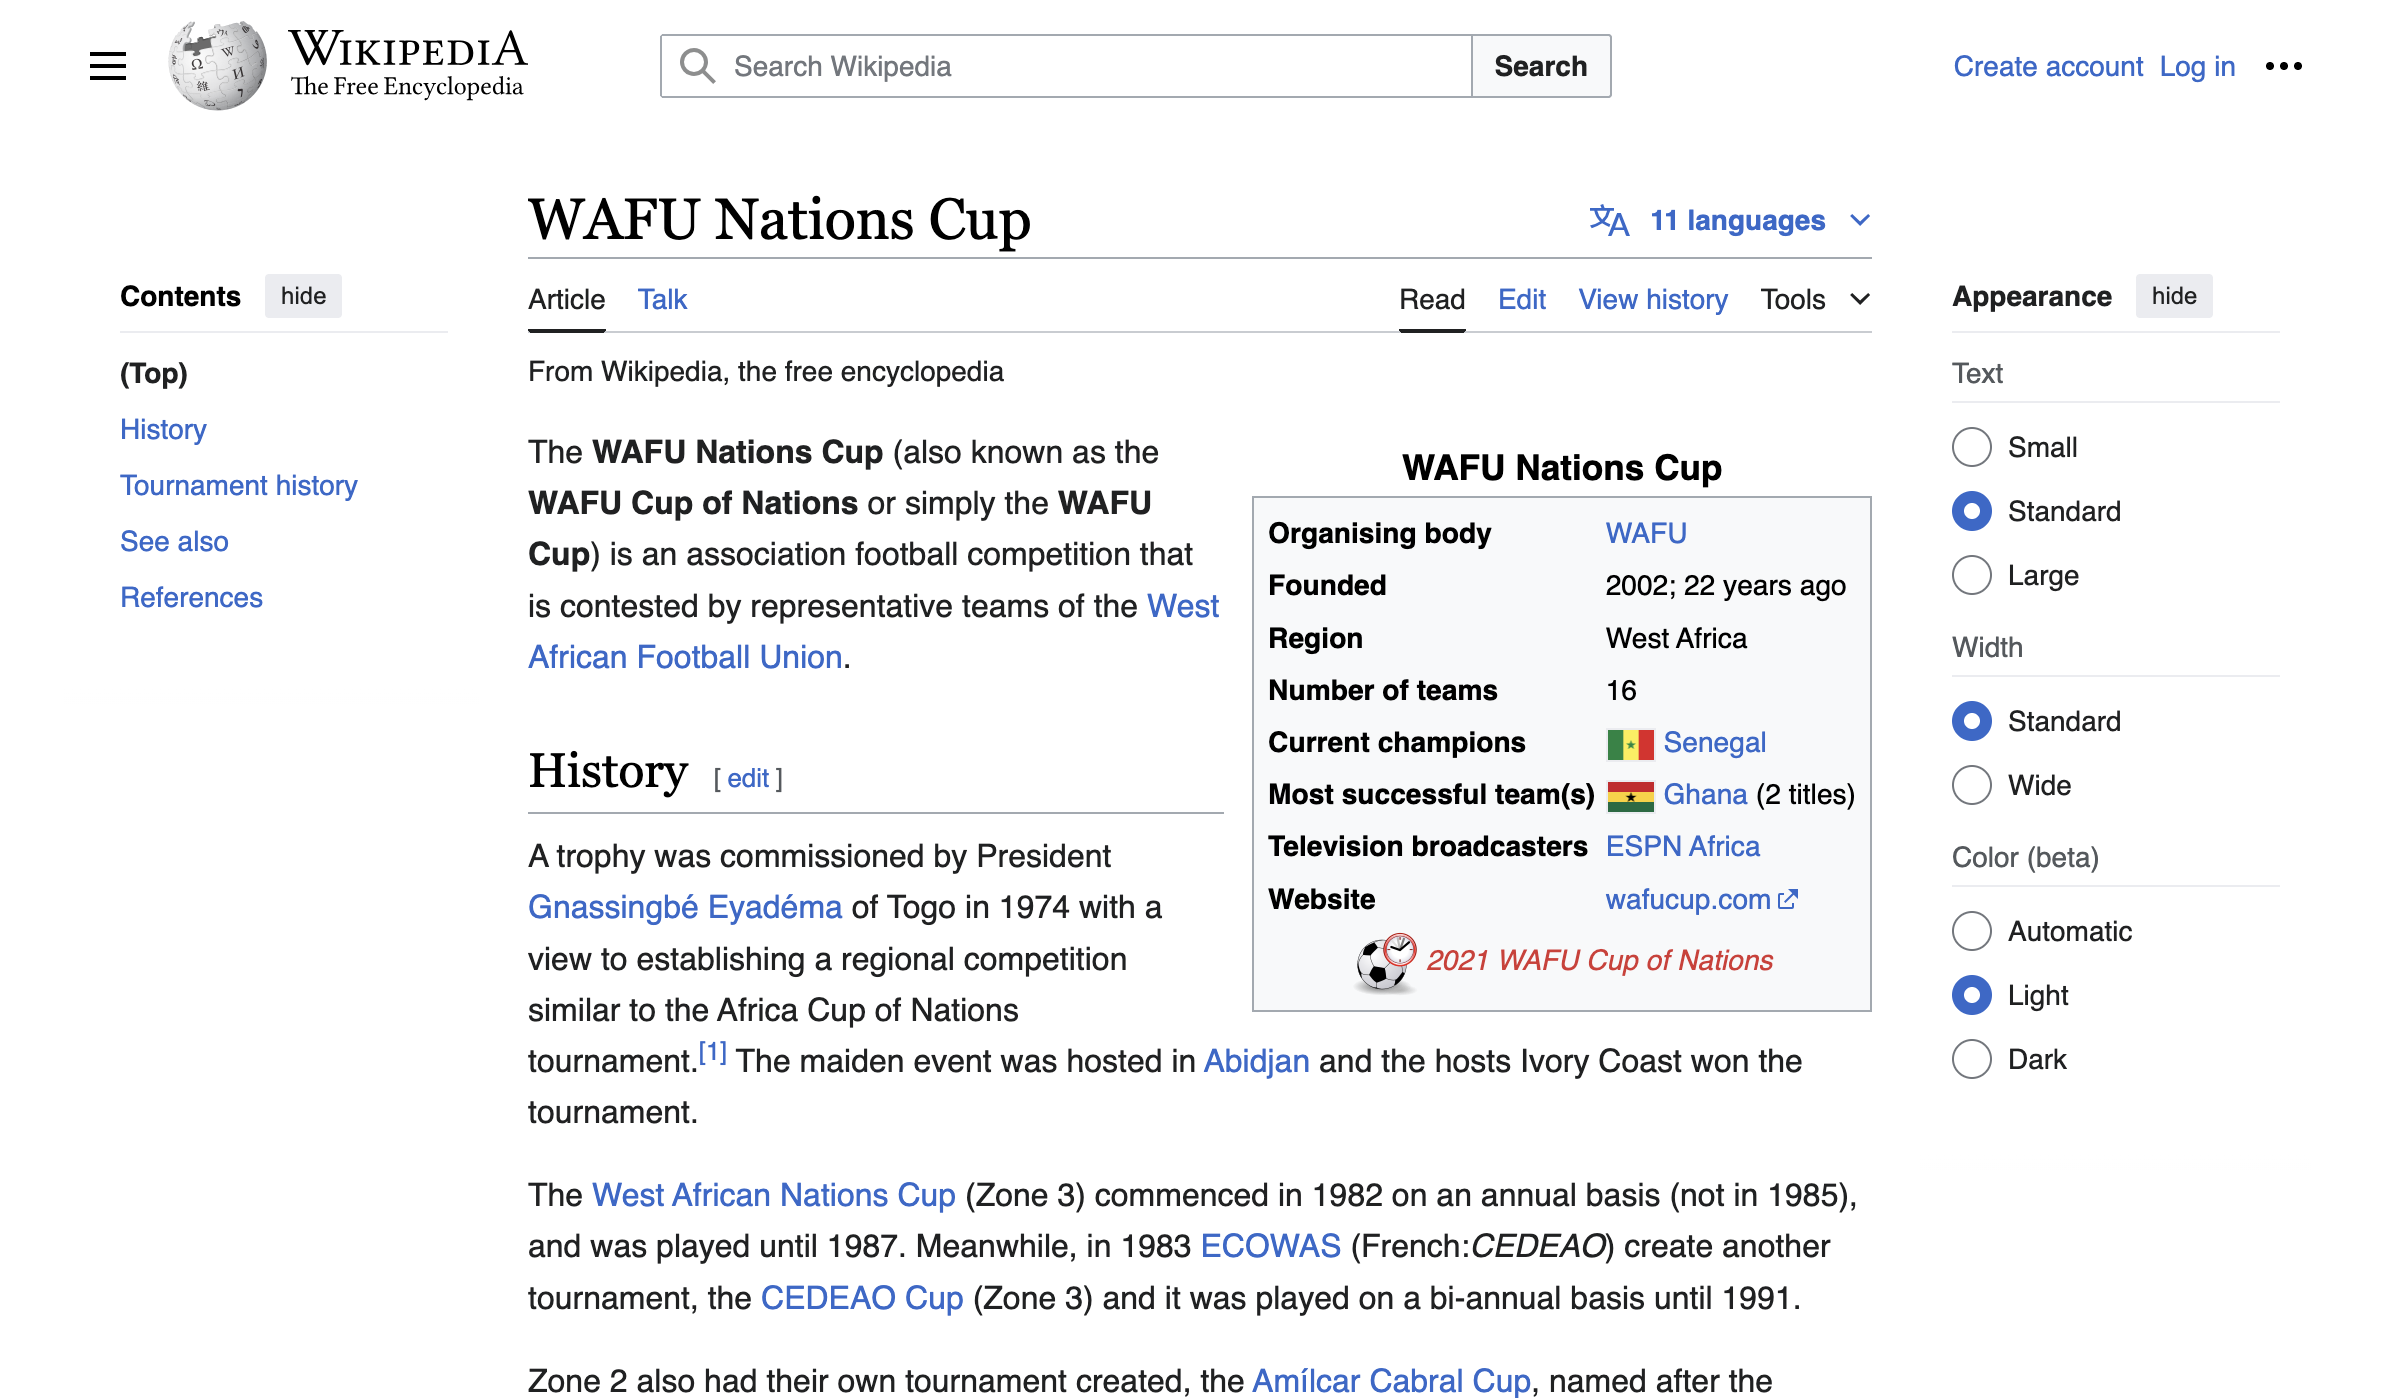 WIKIPEDIA
The Free Encyclopedia
Search Wikipedia
Search
Create account
Log in
Contents
hide
(Top)
History
Tournament history
See also
References
WAFU Nations Cup
11 languages
Article
Talk
Read
Edit
View history
Tools
From Wikipedia, the free encyclopedia
The WAFU Nations Cup (also known as the
WAFU Cup of Nations or simply the WAFU
Cup) is an association football competition that
is contested by representative teams of the West
African Football Union.
WAFU Nations Cup
Organising body WAFU
Founded 2002; 22 years ago
Region West Africa
Number of teams 16
Current champions Senegal
Most successful team(s) Ghana (2 titles)
Television broadcasters ESPN Africa
Website wafucup.com
2021 WAFU Cup of Nations
History [ edit ]
A trophy was commissioned by President
Gnassingbé Eyadéma of Togo in 1974 with a
view to establishing a regional competition
similar to the Africa Cup of Nations
tournament.[1] The maiden event was hosted in Abidjan and the hosts Ivory Coast won the
tournament.
The West African Nations Cup (Zone 3) commenced in 1982 on an annual basis (not in 1985),
and was played until 1987. Meanwhile, in 1983 ECOWAS (French:CEDEAO) create another
tournament, the CEDEAO Cup (Zone 3) and it was played on a bi-annual basis until 1991.
Zone 2 also had their own tournament created, the Amílcar Cabral Cup, named after the
Appearance
hide
Text
Small
Standard
Large
Width
Standard
Wide
Color (beta)
Automatic
Light
Dark